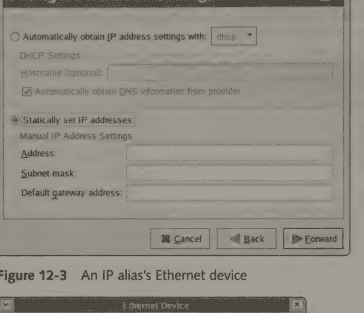 Automatically obtain IP address settings with: dhcp
DHCP Settings
Hostname (optional):
Automatically obtain DNS information from provider
Statically set IP addresses:
Manual IP Address Settings
Address:
Subnet mask:
Default gateway address:
Cancel Back Forward
Figure 12-3 An IP alias's Ethernet device
Ethernet Device